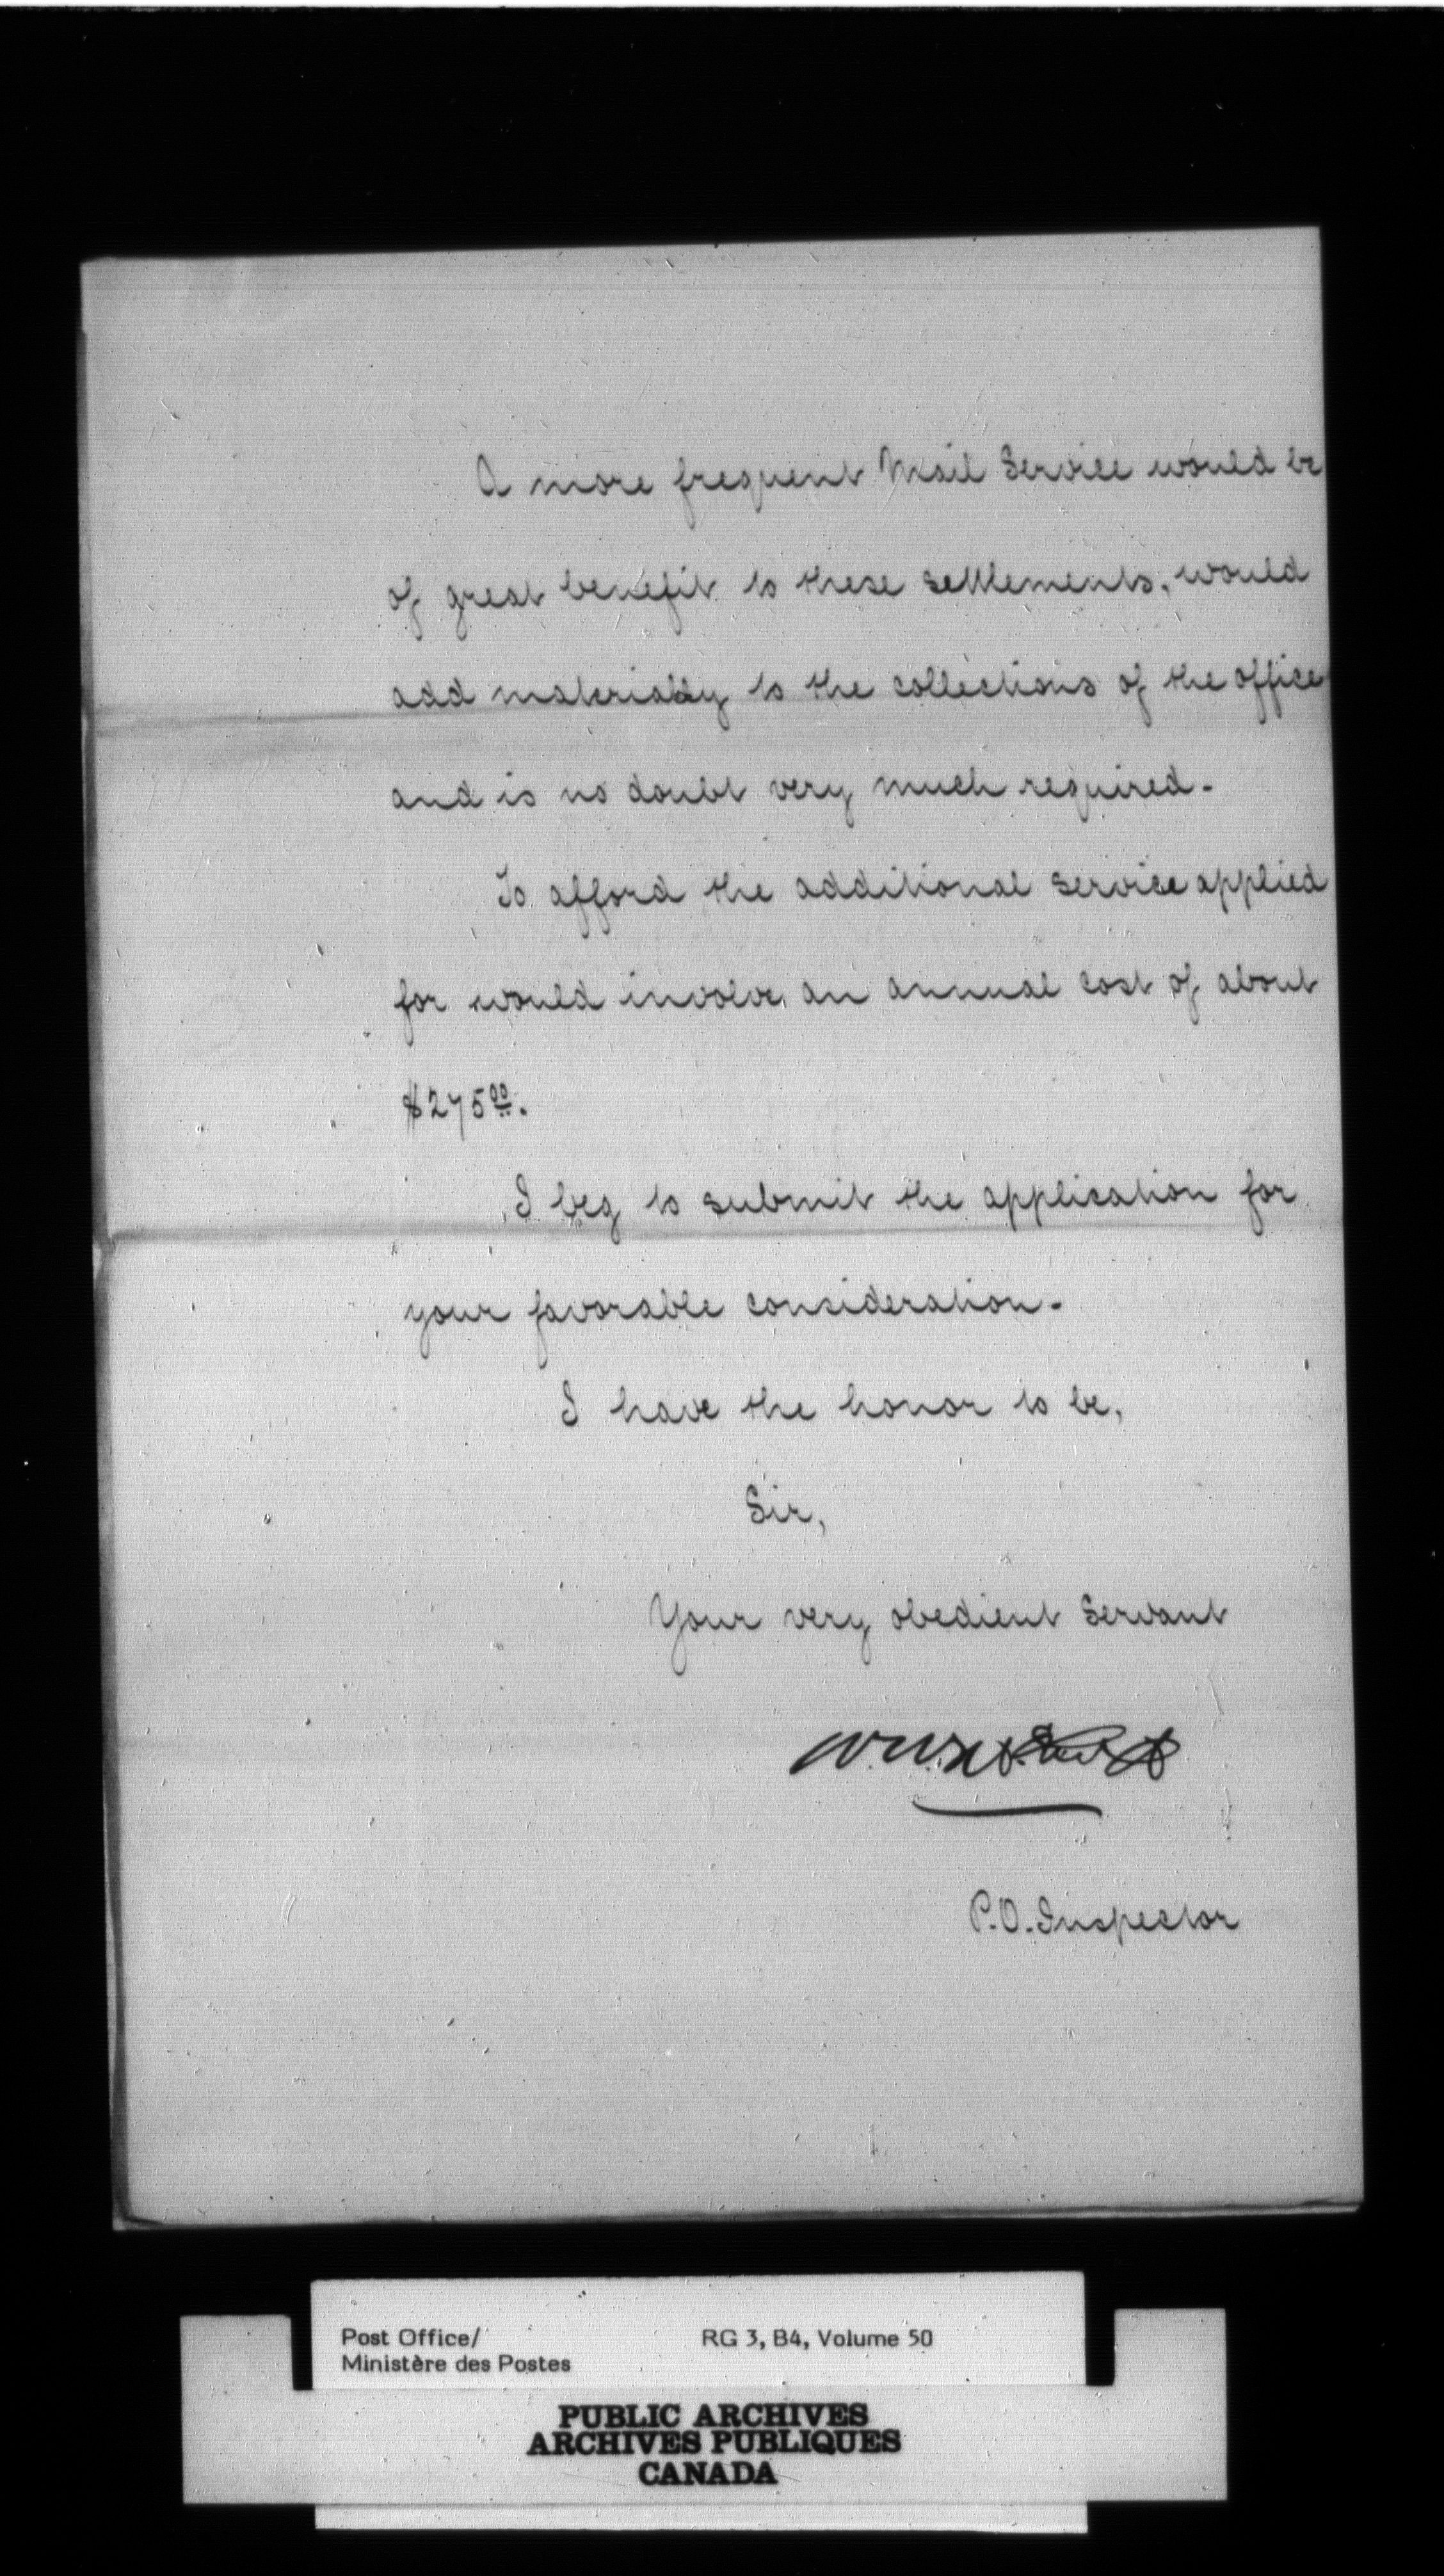 A more frequent Mail Service would be
of great benefit to these settlements, would
add materially to the collections of the office
and is no doubt very much required.
To afford the additional service applied
for would involve an annual cost of about
$275.00.
I beg to submit the application for
your favorable consideration.
I have the honor to be,
Sir,
Your very obedient Servant
P.O. Inspector
Post Office/
Ministère des Postes
RG 3, B4, Volume 50
PUBLIC ARCHIVES
ARCHIVES PUBLIQUES
CANADA